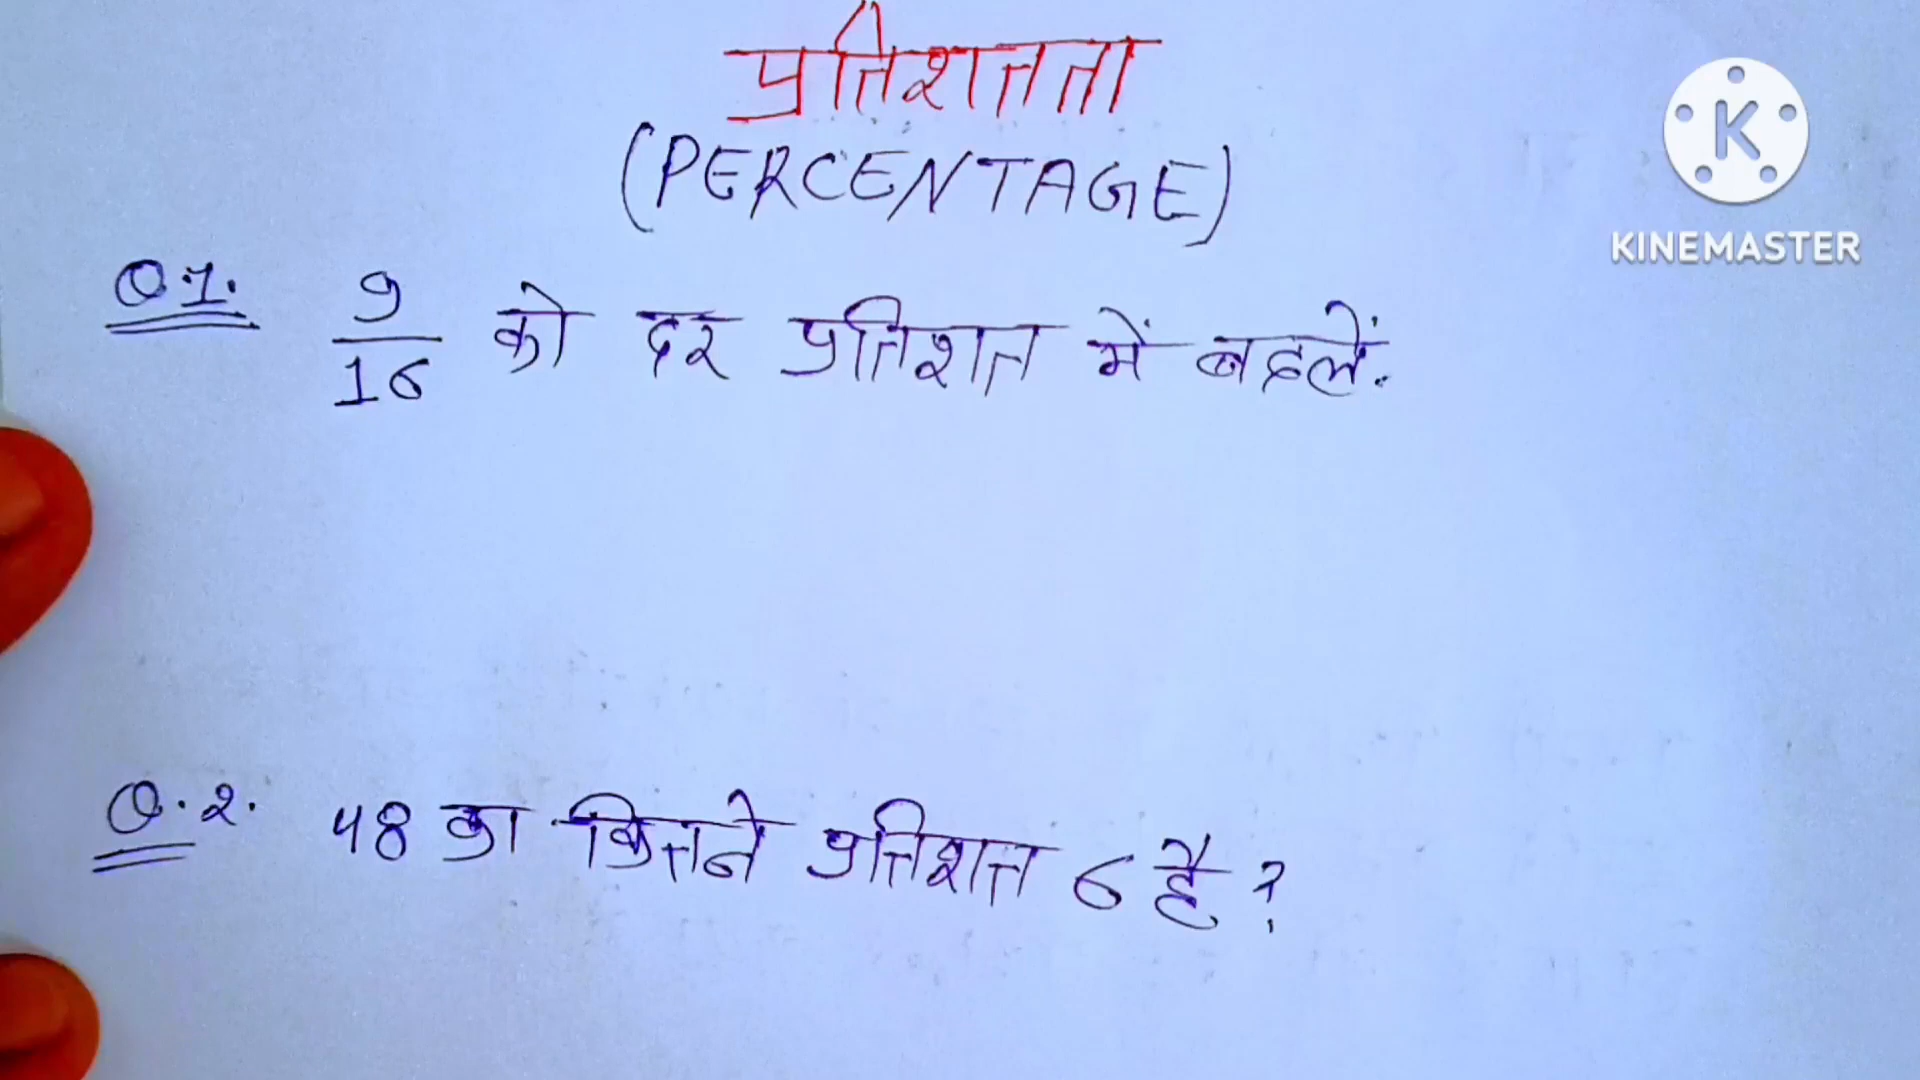 प्रतिशतता
(PERCENTAGE)
K
KINEMASTER
Q.1. 9/16 को दर प्रतिशत में बदलें.
Q.2. 48 का कितने प्रतिशत 6 है ?